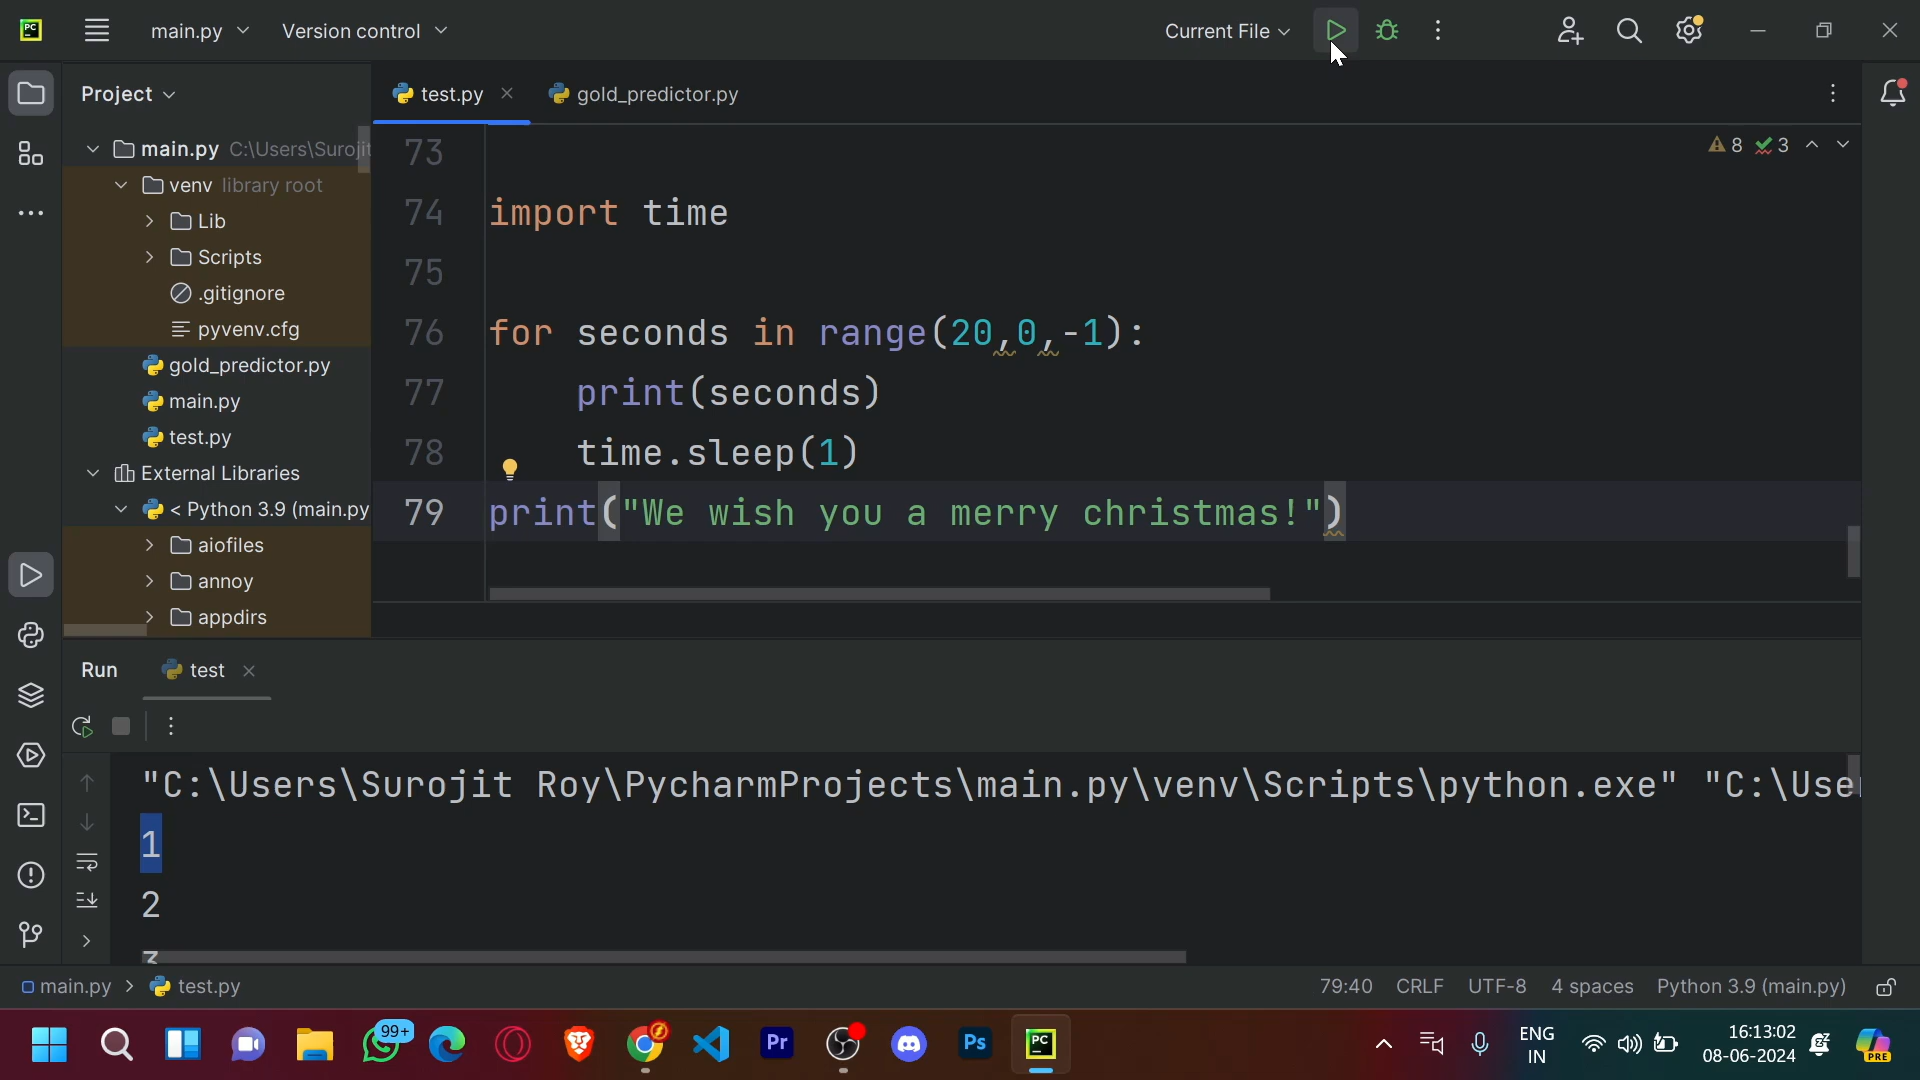 PC main.py Version control Current File
Project test.py gold_predictor.py
main.py C:\Users\Surojit
venv library root
Lib
Scripts
.gitignore
pyvenv.cfg
gold_predictor.py
main.py
test.py
External Libraries
< Python 3.9 (main.py
aiofiles
annoy
appdirs
8 3
73
74 import time
75
76 for seconds in range(20,0,-1):
77 print(seconds)
78 time.sleep(1)
79 print("We wish you a merry christmas!")
Run test
"C:\Users\Surojit Roy\PycharmProjects\main.py\venv\Scripts\python.exe" "C:\Use
1
2
3
main.py > test.py 79:40 CRLF UTF-8 4 spaces Python 3.9 (main.py)
99+ Pr Ps PC ENG 16:13:02
IN 08-06-2024 PRE